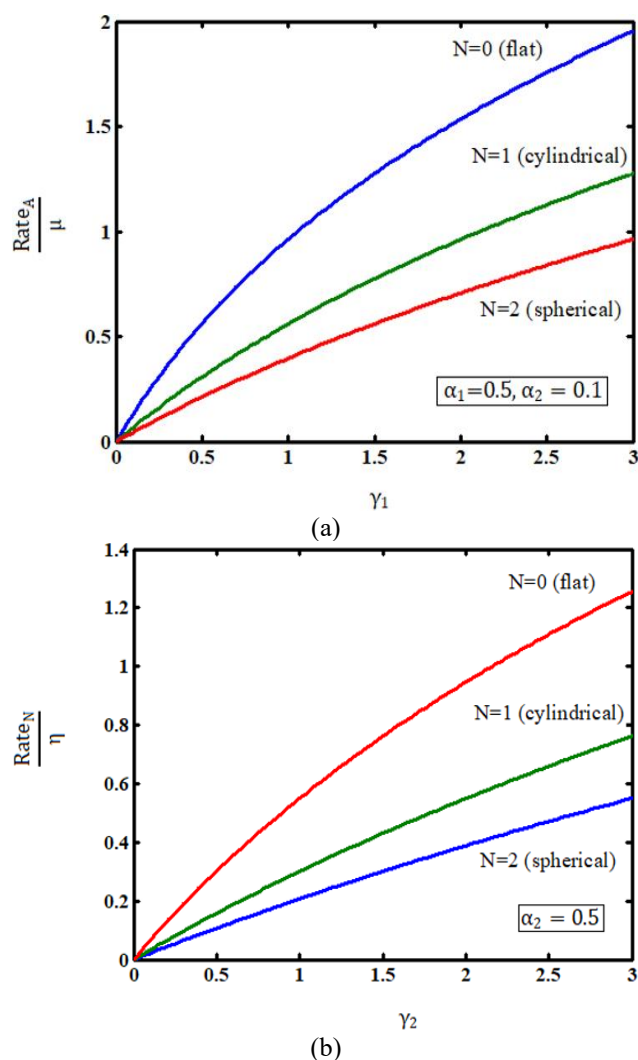 2
N=0 (flat)
1.5
N=1 (cylindrical)
Rate_A
μ
1
N=2 (spherical)
0.5
α₁=0.5, α₂ = 0.1
0
0 0.5 1 1.5 2 2.5 3
γ₁
(a)
1.4
N=0 (flat)
1.2
1
N=1 (cylindrical)
0.8
Rate_N
η
0.6
N=2 (spherical)
0.4
0.2
α₂ = 0.5
0
0 0.5 1 1.5 2 2.5 3
γ₂
(b)